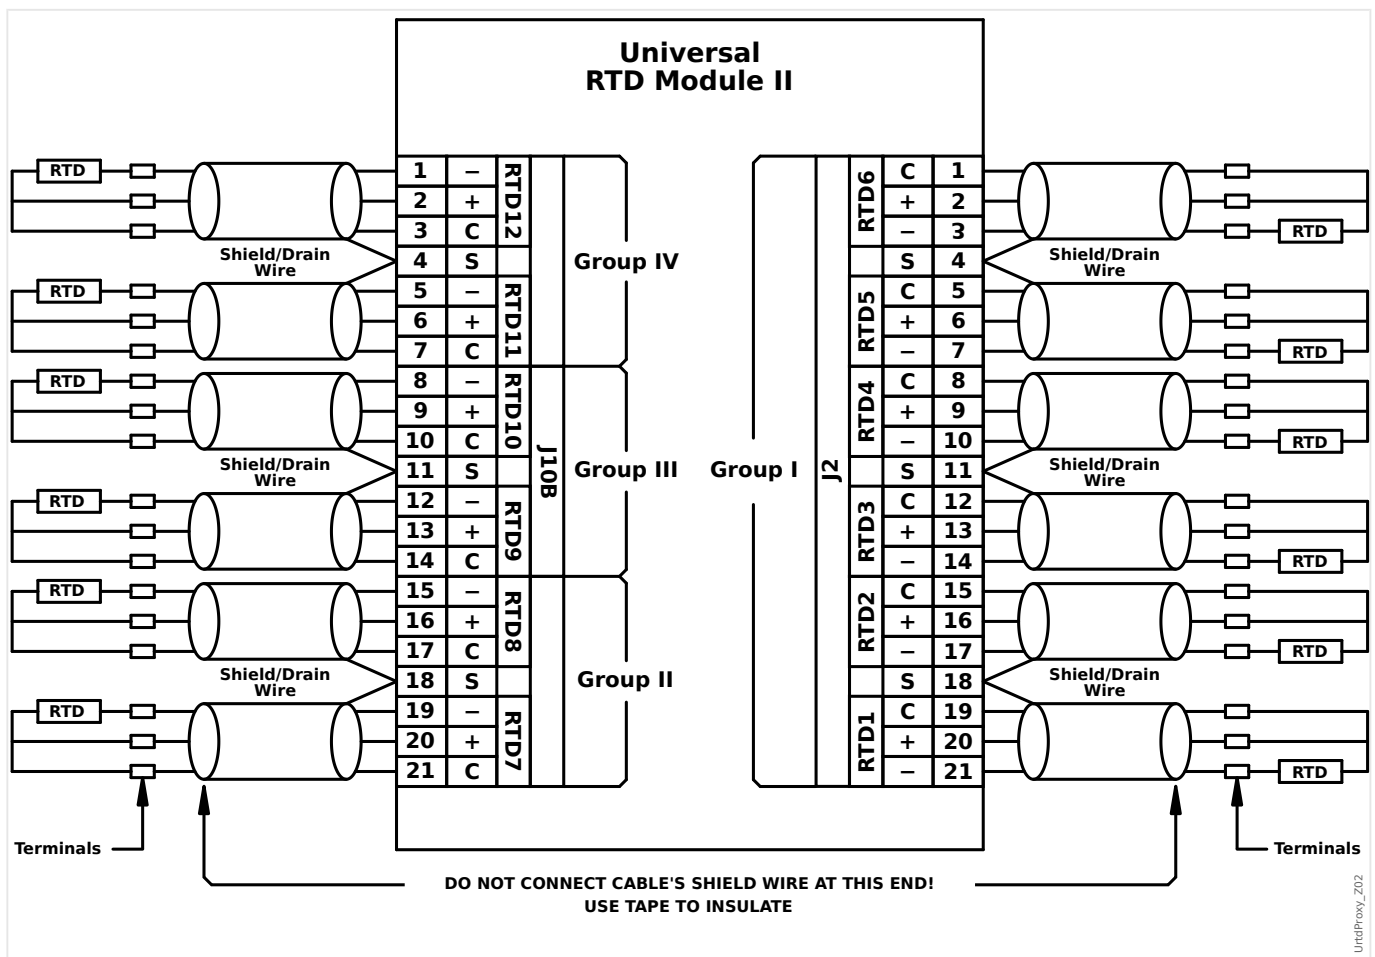 Universal
RTD Module II
RTD 1 − RTD12 RTD6 C 1
2 + + 2
3 C − 3 RTD
Shield/Drain
Wire
4 S Group IV S 4
Shield/Drain
Wire
RTD 5 − RTD11 RTD5 C 5
6 + + 6
7 C − 7 RTD
RTD 8 − RTD10 RTD4 C 8
9 + + 9
10 C − 10 RTD
Shield/Drain
Wire
11 S J10B Group III Group I J2 S 11
Shield/Drain
Wire
RTD 12 − RTD9 RTD3 C 12
13 + + 13
14 C − 14 RTD
RTD 15 − RTD8 RTD2 C 15
16 + + 16
17 C − 17 RTD
Shield/Drain
Wire
18 S Group II S 18
Shield/Drain
Wire
RTD 19 − RTD7 RTD1 C 19
20 + + 20
21 C − 21 RTD
Terminals
Terminals
DO NOT CONNECT CABLE'S SHIELD WIRE AT THIS END!
USE TAPE TO INSULATE
UrtdProxy_Z02